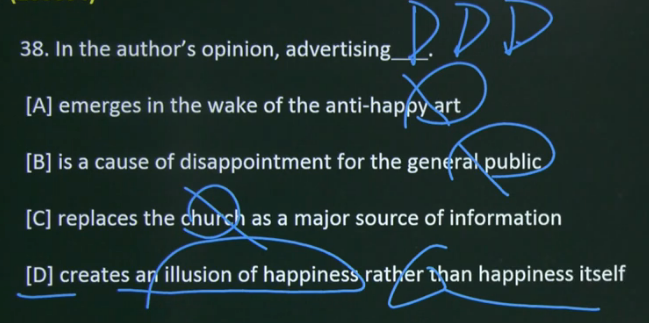 38. In the author's opinion, advertising____. D D D
[A] emerges in the wake of the anti-happy art
[B] is a cause of disappointment for the general public
[C] replaces the church as a major source of information
[D] creates an illusion of happiness rather than happiness itself